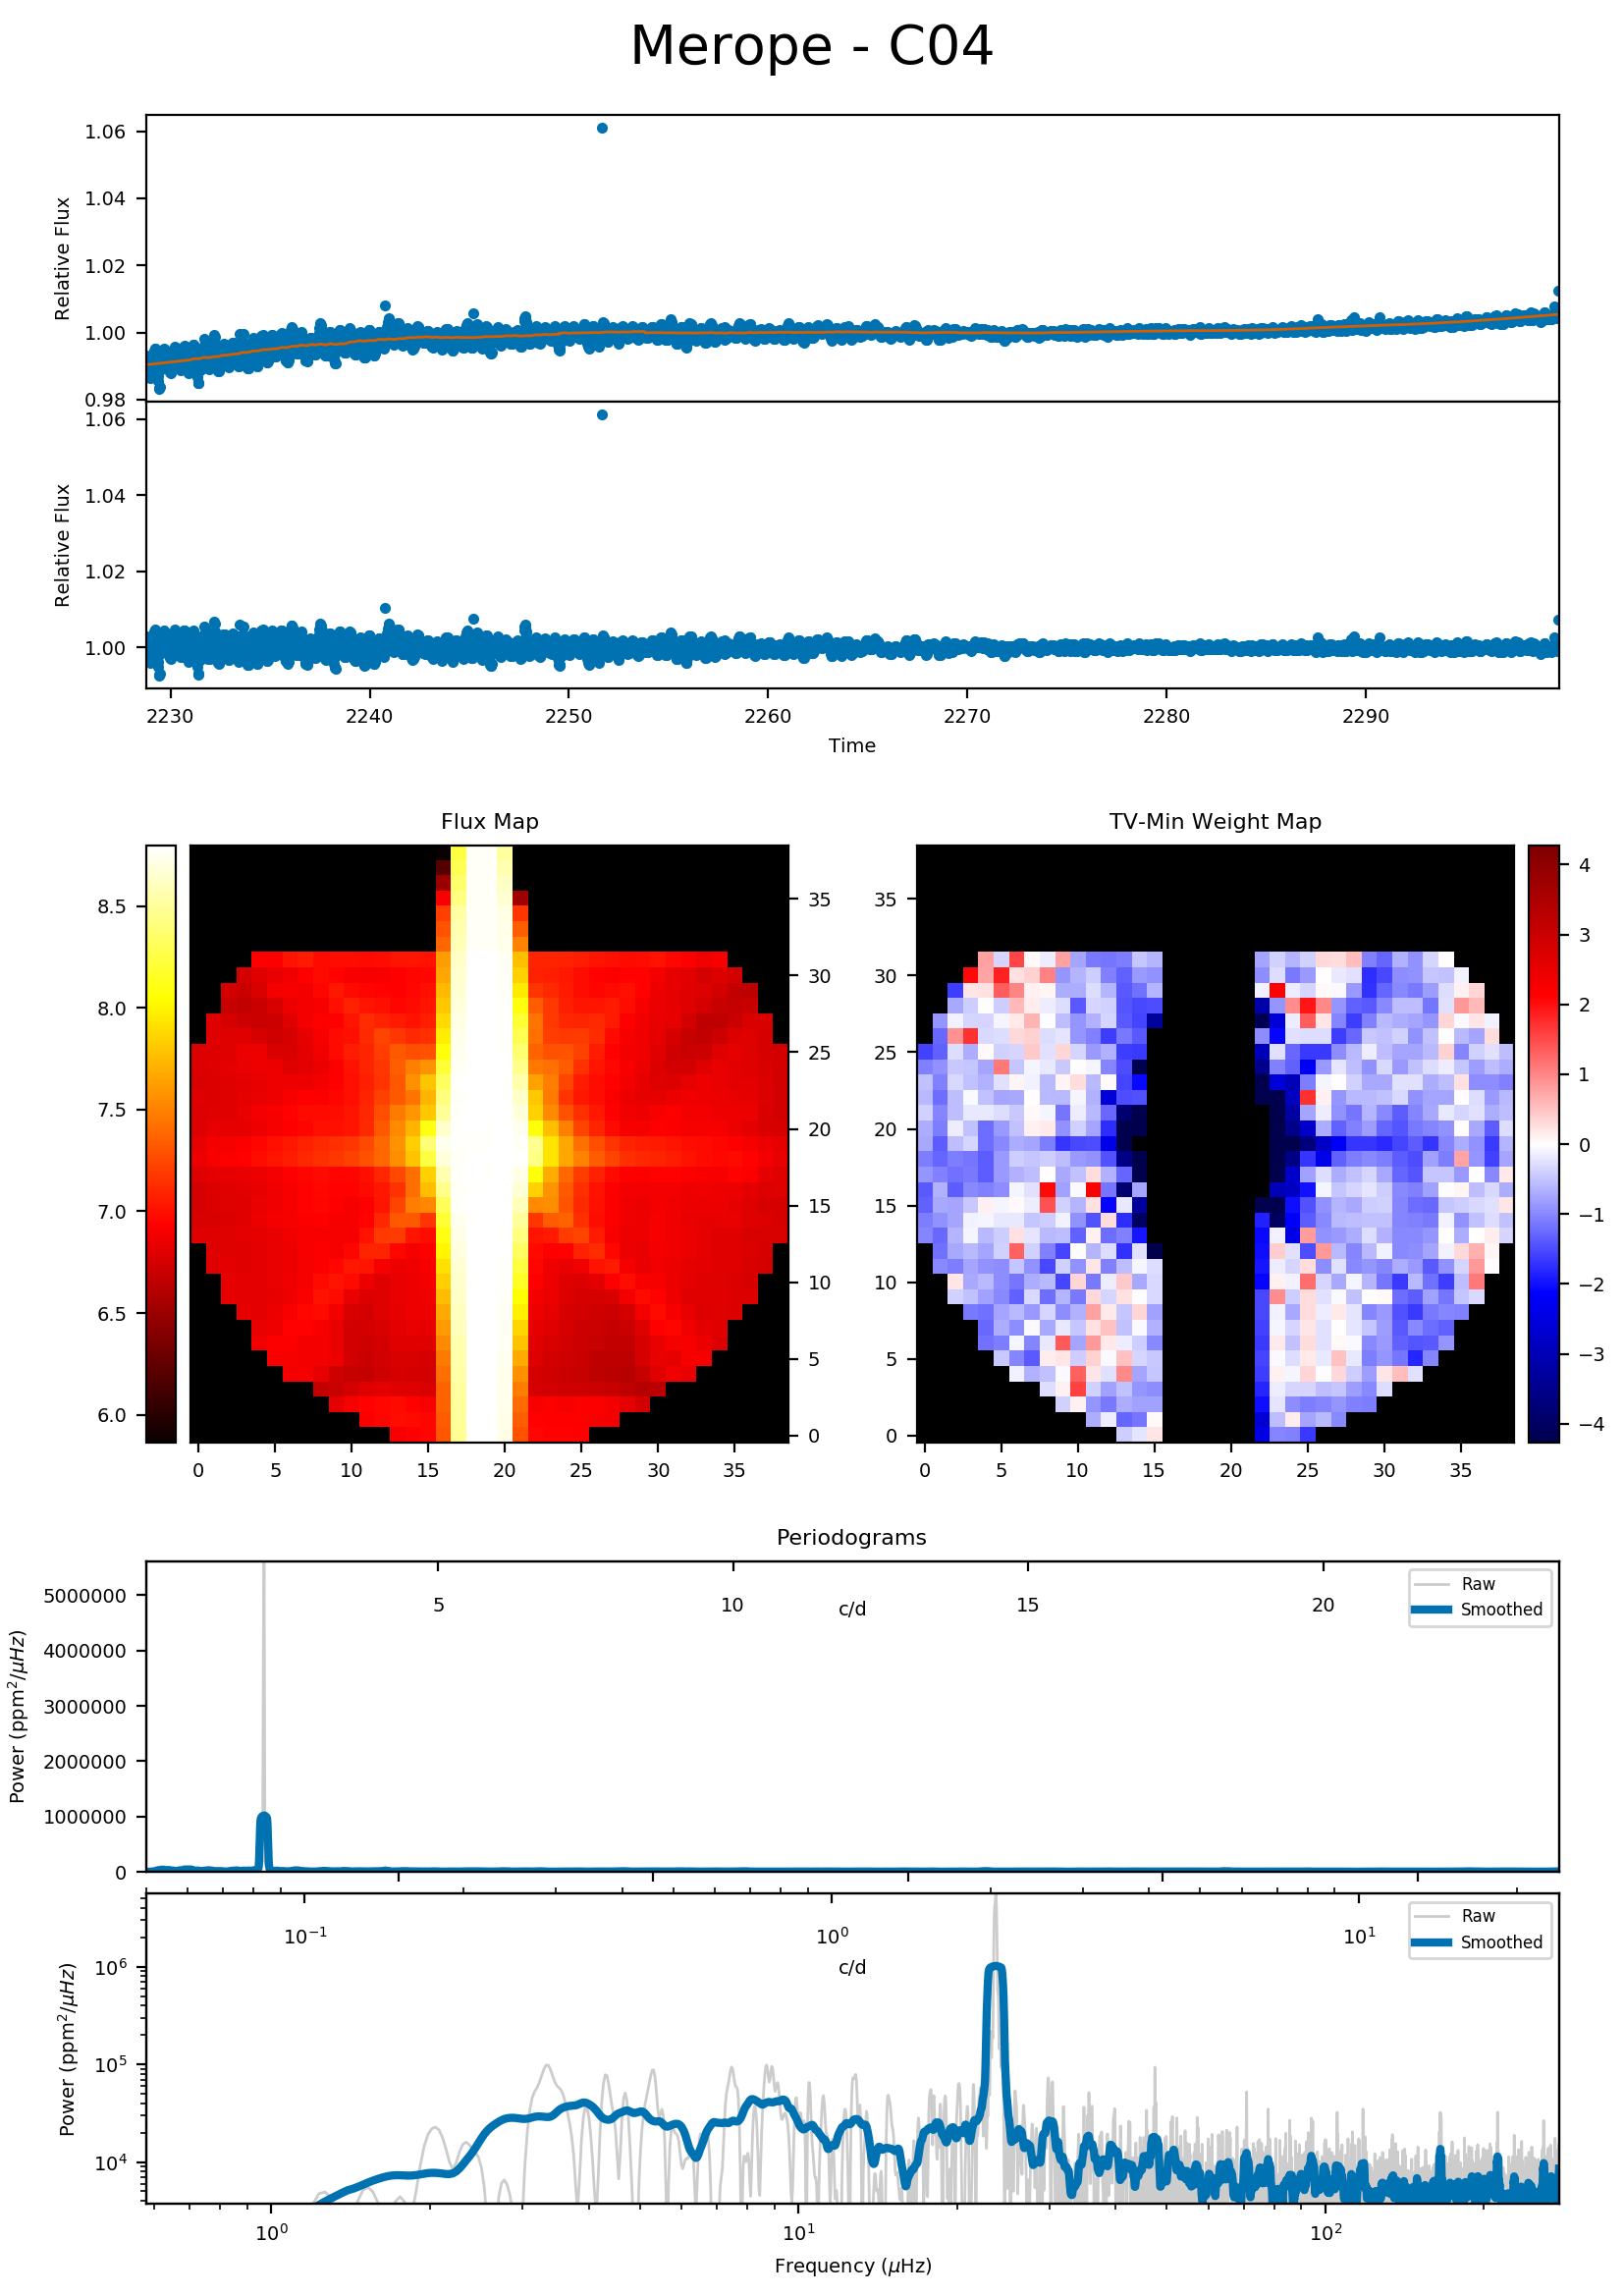 Merope - C04
1.06
1.04
1.02
1.00
0.98
Relative Flux
1.06
1.04
1.02
1.00
Relative Flux
2230 2240 2250 2260 2270 2280 2290
Time
Flux Map
8.5
8.0
7.5
7.0
6.5
6.0
35
30
25
20
15
10
5
0
0 5 10 15 20 25 30 35
TV-Min Weight Map
35
30
25
20
15
10
5
0
0 5 10 15 20 25 30 35
4
3
2
1
0
−1
−2
−3
−4
Periodograms
5 10 15 20
c/d
Raw
Smoothed
5000000
4000000
3000000
2000000
1000000
0
Power (ppm²/μHz)
10⁻¹ 10⁰ 10¹
c/d
Raw
Smoothed
10⁶
10⁵
10⁴
Power (ppm²/μHz)
10⁰ 10¹ 10²
Frequency (μHz)